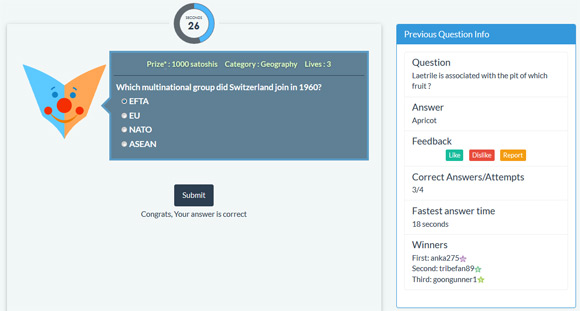 SECONDS
26
Prize* : 1000 satoshis Category : Geography Lives : 3
Which multinational group did Switzerland join in 1960?
EFTA
EU
NATO
ASEAN
Submit
Congrats, Your answer is correct
Previous Question Info
Question
Laetrile is associated with the pit of which
fruit ?
Answer
Apricot
Feedback
Like Dislike Report
Correct Answers/Attempts
3/4
Fastest answer time
18 seconds
Winners
First: anka275
Second: tribefan89
Third: goongunner1